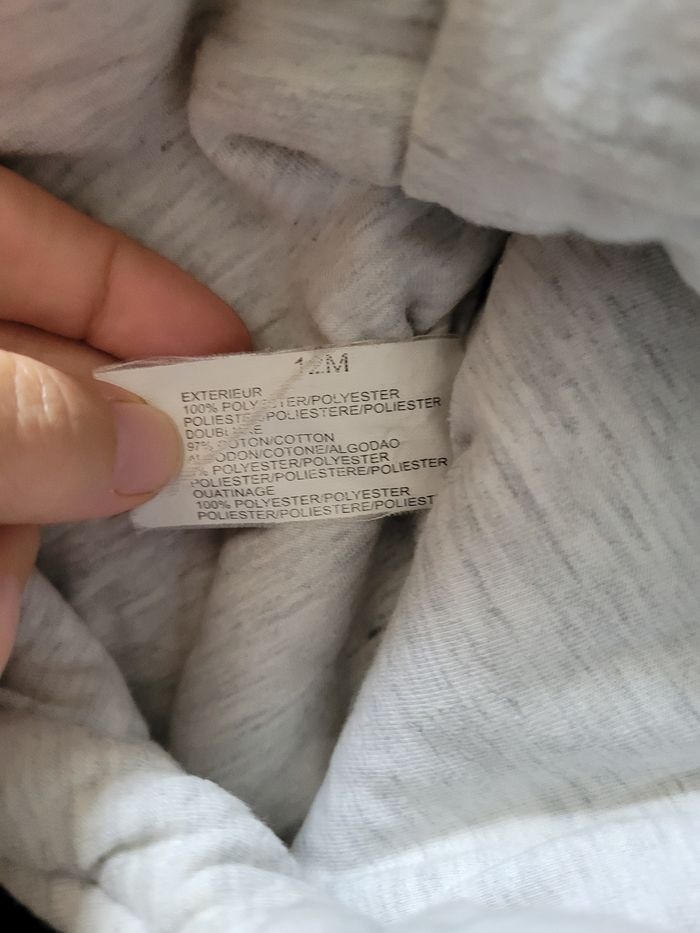 12M
EXTERIEUR
100% POLYESTER/POLYESTER
POLIESTER/POLIESTERE/POLIESTER
DOUBLURE
97% COTON/COTTON
ALGODON/COTONE/ALGODAO
% POLYESTER/POLYESTER
POLIESTER/POLIESTERE/POLIESTER
OUATINAGE
100% POLYESTER/POLYESTER
POLIESTER/POLIESTERE/POLIEST